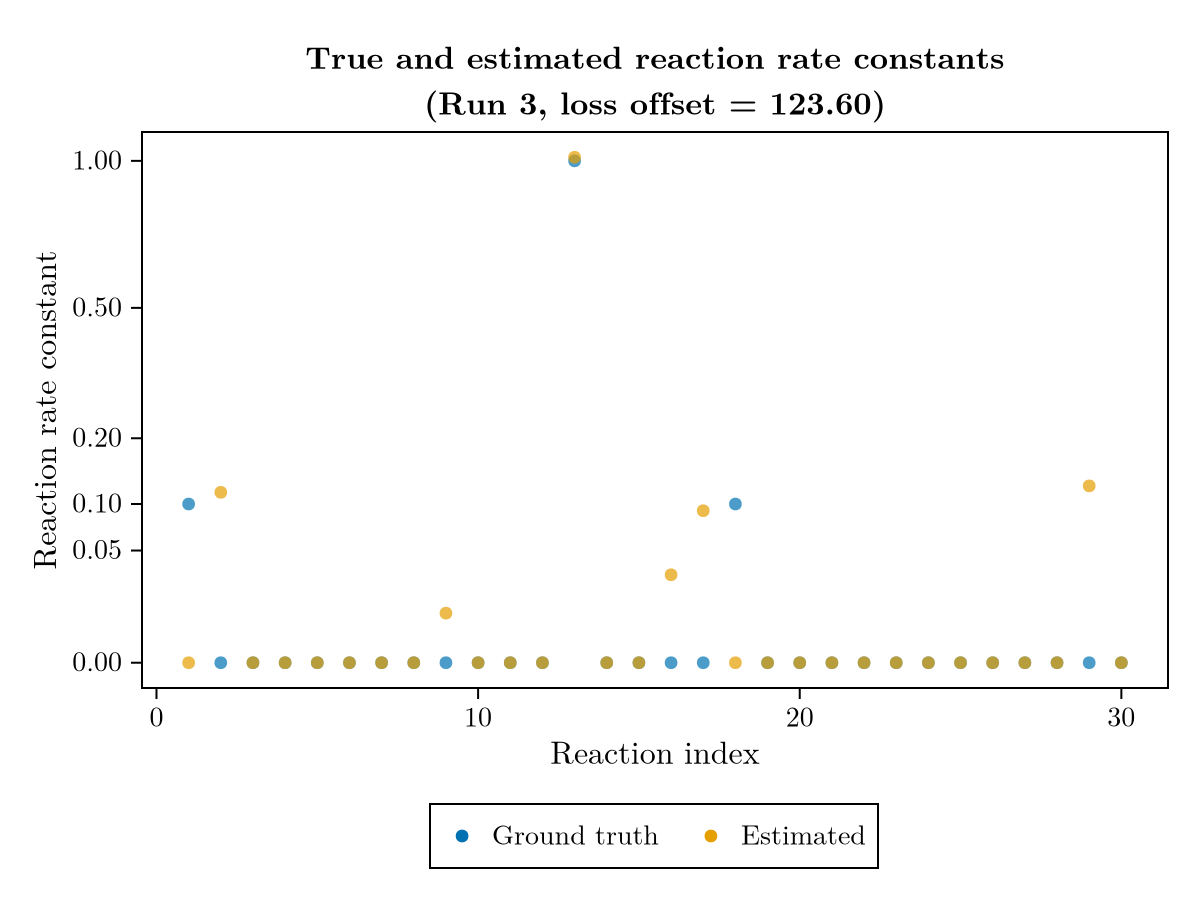 True and estimated reaction rate constants
(Run 3, loss offset = 123.60)
Reaction rate constant
1.00
0.50
0.20
0.10
0.05
0.00
0 10 20 30
Reaction index
Ground truth Estimated